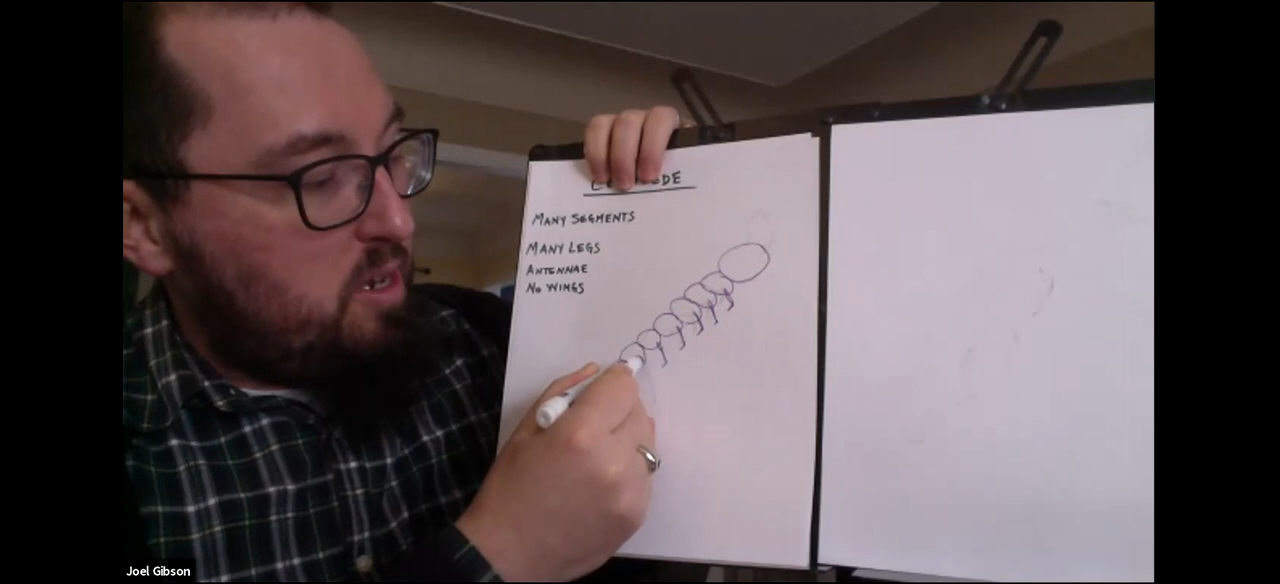 MANY SEGMENTS
MANY LEGS
ANTENNAE
NO WINGS
Joel Gibson